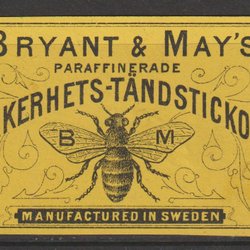 BRYANT & MAY'S
PARAFFINERADE
KERHETS-TÄNDSTICKO
B M
MANUFACTURED IN SWEDEN